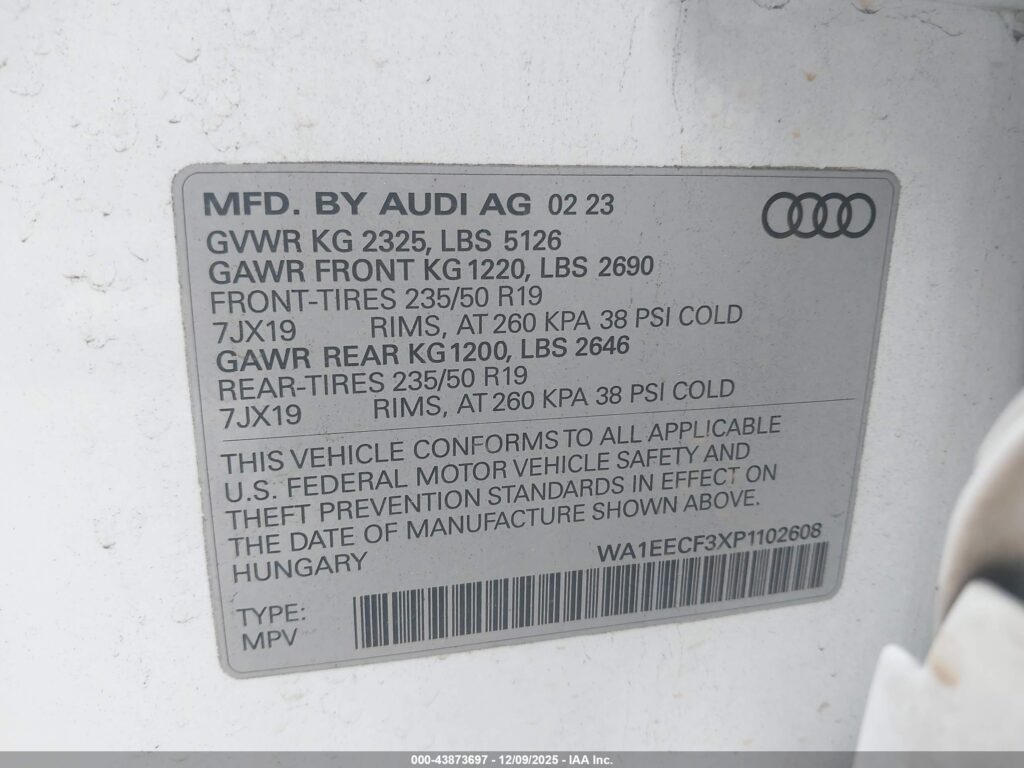 MFD. BY AUDI AG 02 23
GVWR KG 2325, LBS 5126
GAWR FRONT KG 1220, LBS 2690
FRONT-TIRES 235/50 R19
7JX19 RIMS, AT 260 KPA 38 PSI COLD
GAWR REAR KG 1200, LBS 2646
REAR-TIRES 235/50 R19
7JX19 RIMS, AT 260 KPA 38 PSI COLD
THIS VEHICLE CONFORMS TO ALL APPLICABLE
U.S. FEDERAL MOTOR VEHICLE SAFETY AND
THEFT PREVENTION STANDARDS IN EFFECT ON
THE DATE OF MANUFACTURE SHOWN ABOVE.
HUNGARY WA1EECF3XP1102608
TYPE:
MPV
000-43873697 - 12/09/2025 - IAA Inc.